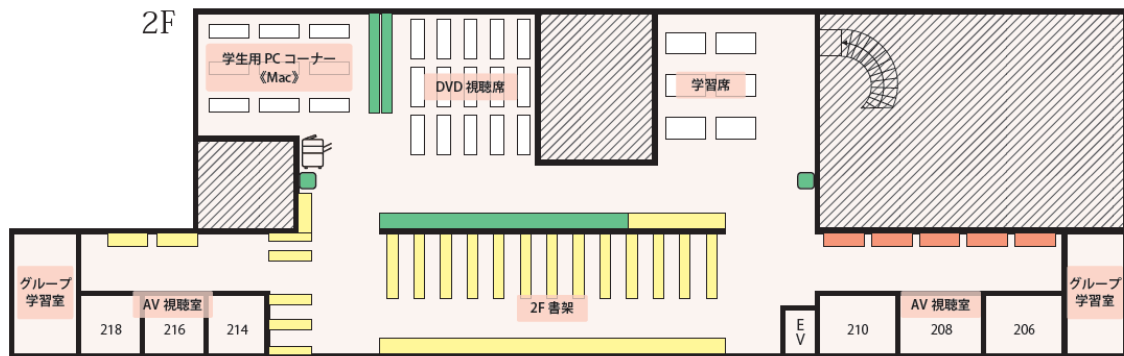 2F
学生用 PC コーナー
《Mac》
DVD 視聴席
学習席
グループ
学習室
AV 視聴室
218
216
214
2F 書架
EV
AV 視聴室
210
208
206
グループ
学習室